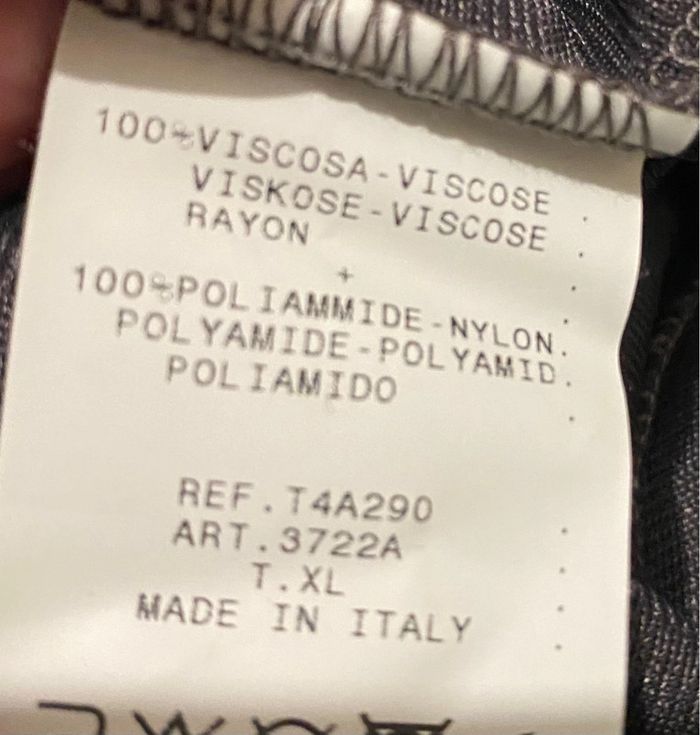 100%VISCOSA-VISCOSE
VISKOSE-VISCOSE
RAYON
+
100%POLIAMMIDE-NYLON.
POLYAMIDE-POLYAMID.
POLIAMIDO
REF.T4A290
ART.3722A
T.XL
MADE IN ITALY